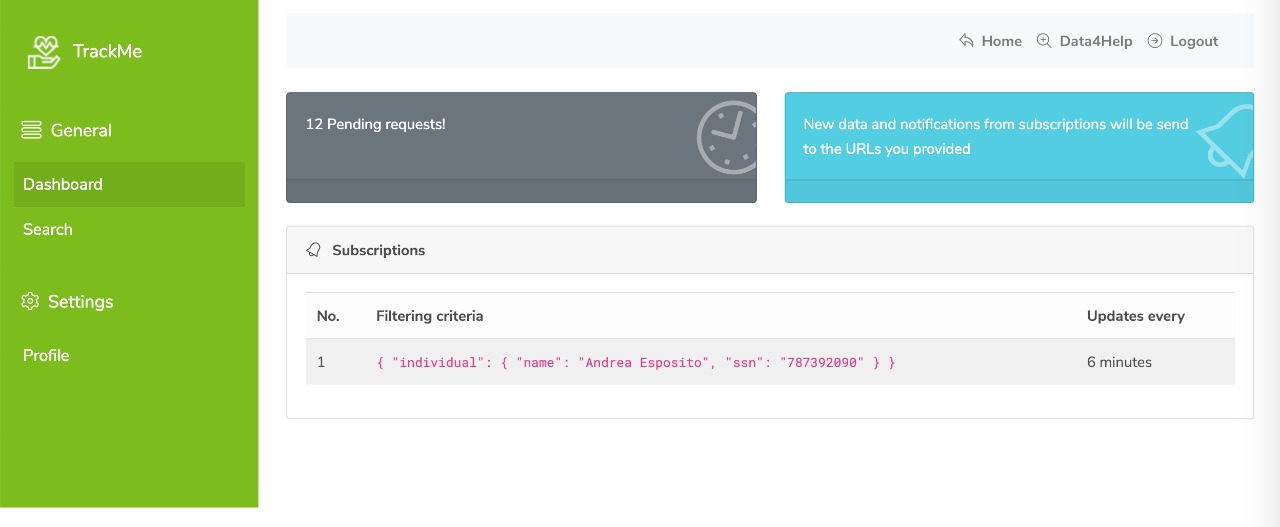 TrackMe
General
Dashboard
Search
Settings
Profile
Home Data4Help Logout
12 Pending requests!
New data and notifications from subscriptions will be send
to the URLs you provided
Subscriptions
No. Filtering criteria Updates every
1 { "individual": { "name": "Andrea Esposito", "ssn": "787392090" } } 6 minutes